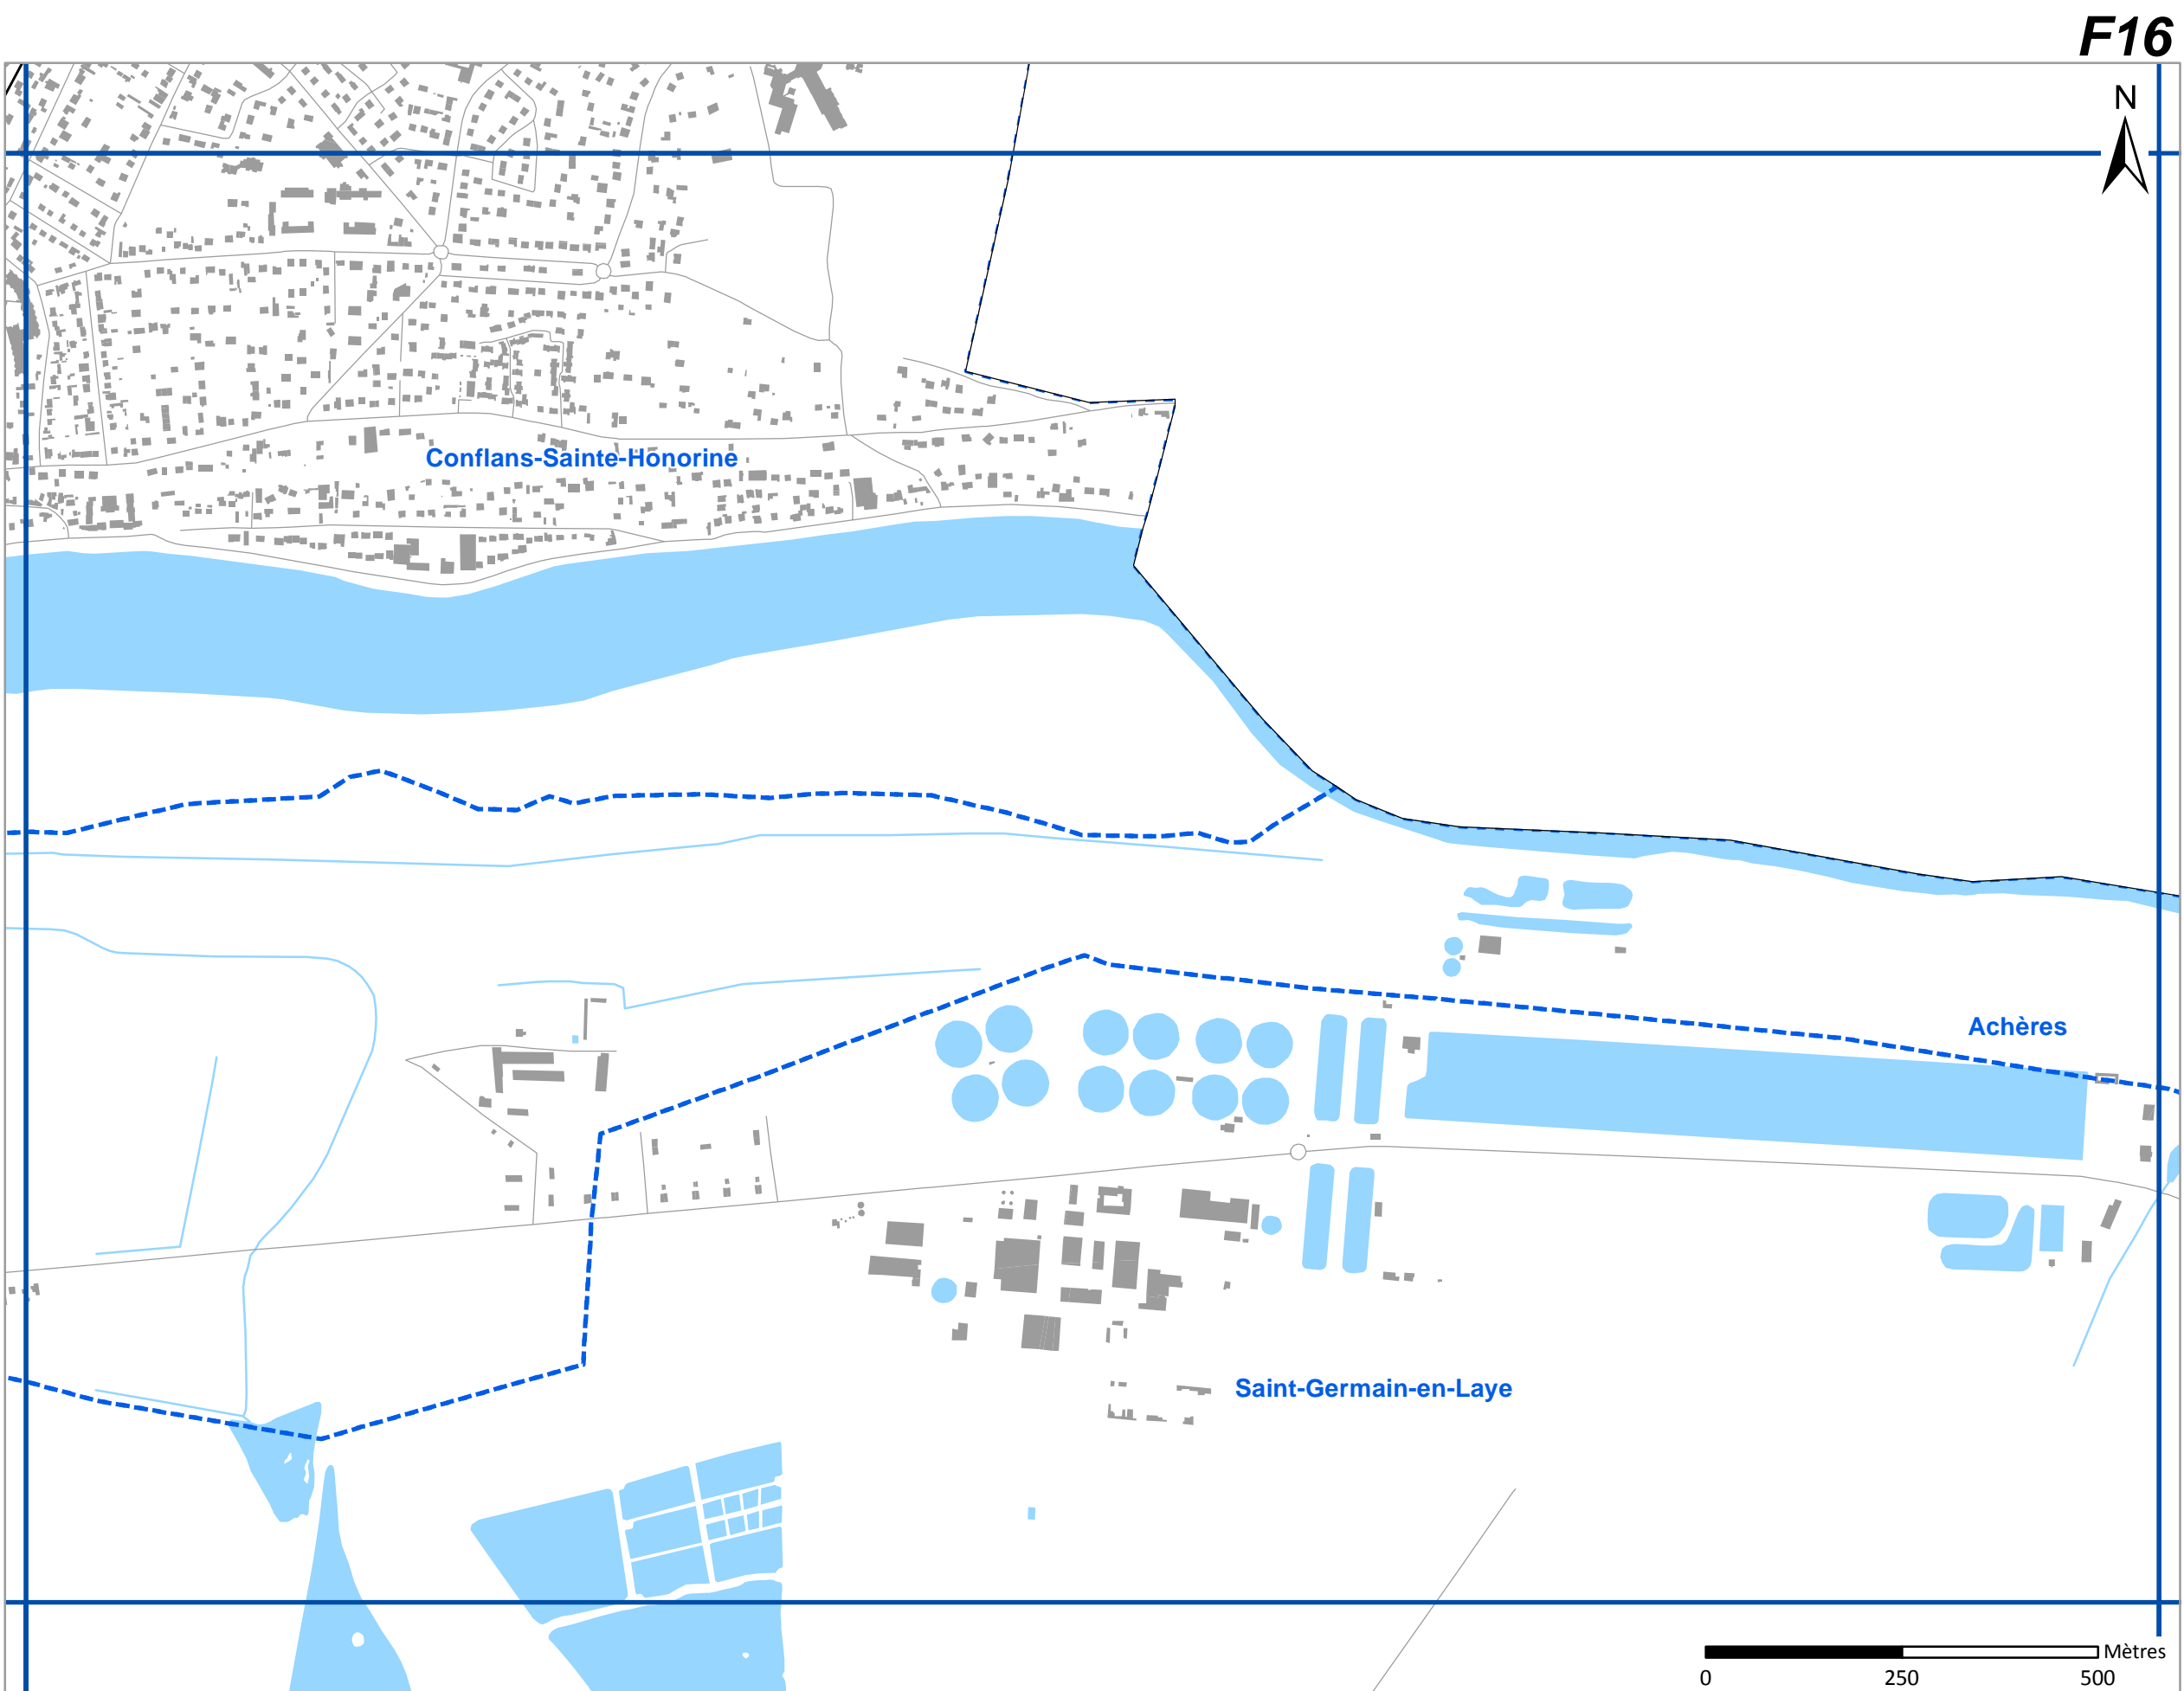 F16
N
Conflans-Sainte-Honorine
Achères
Saint-Germain-en-Laye
Mètres
0 250 500